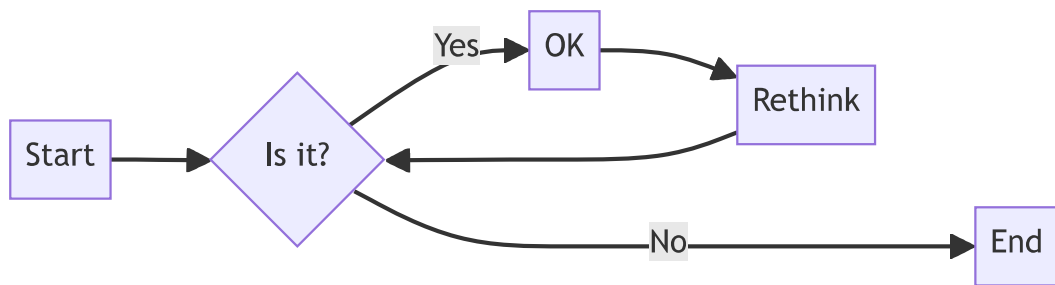 Start
Is it?
Yes
OK
Rethink
No
End